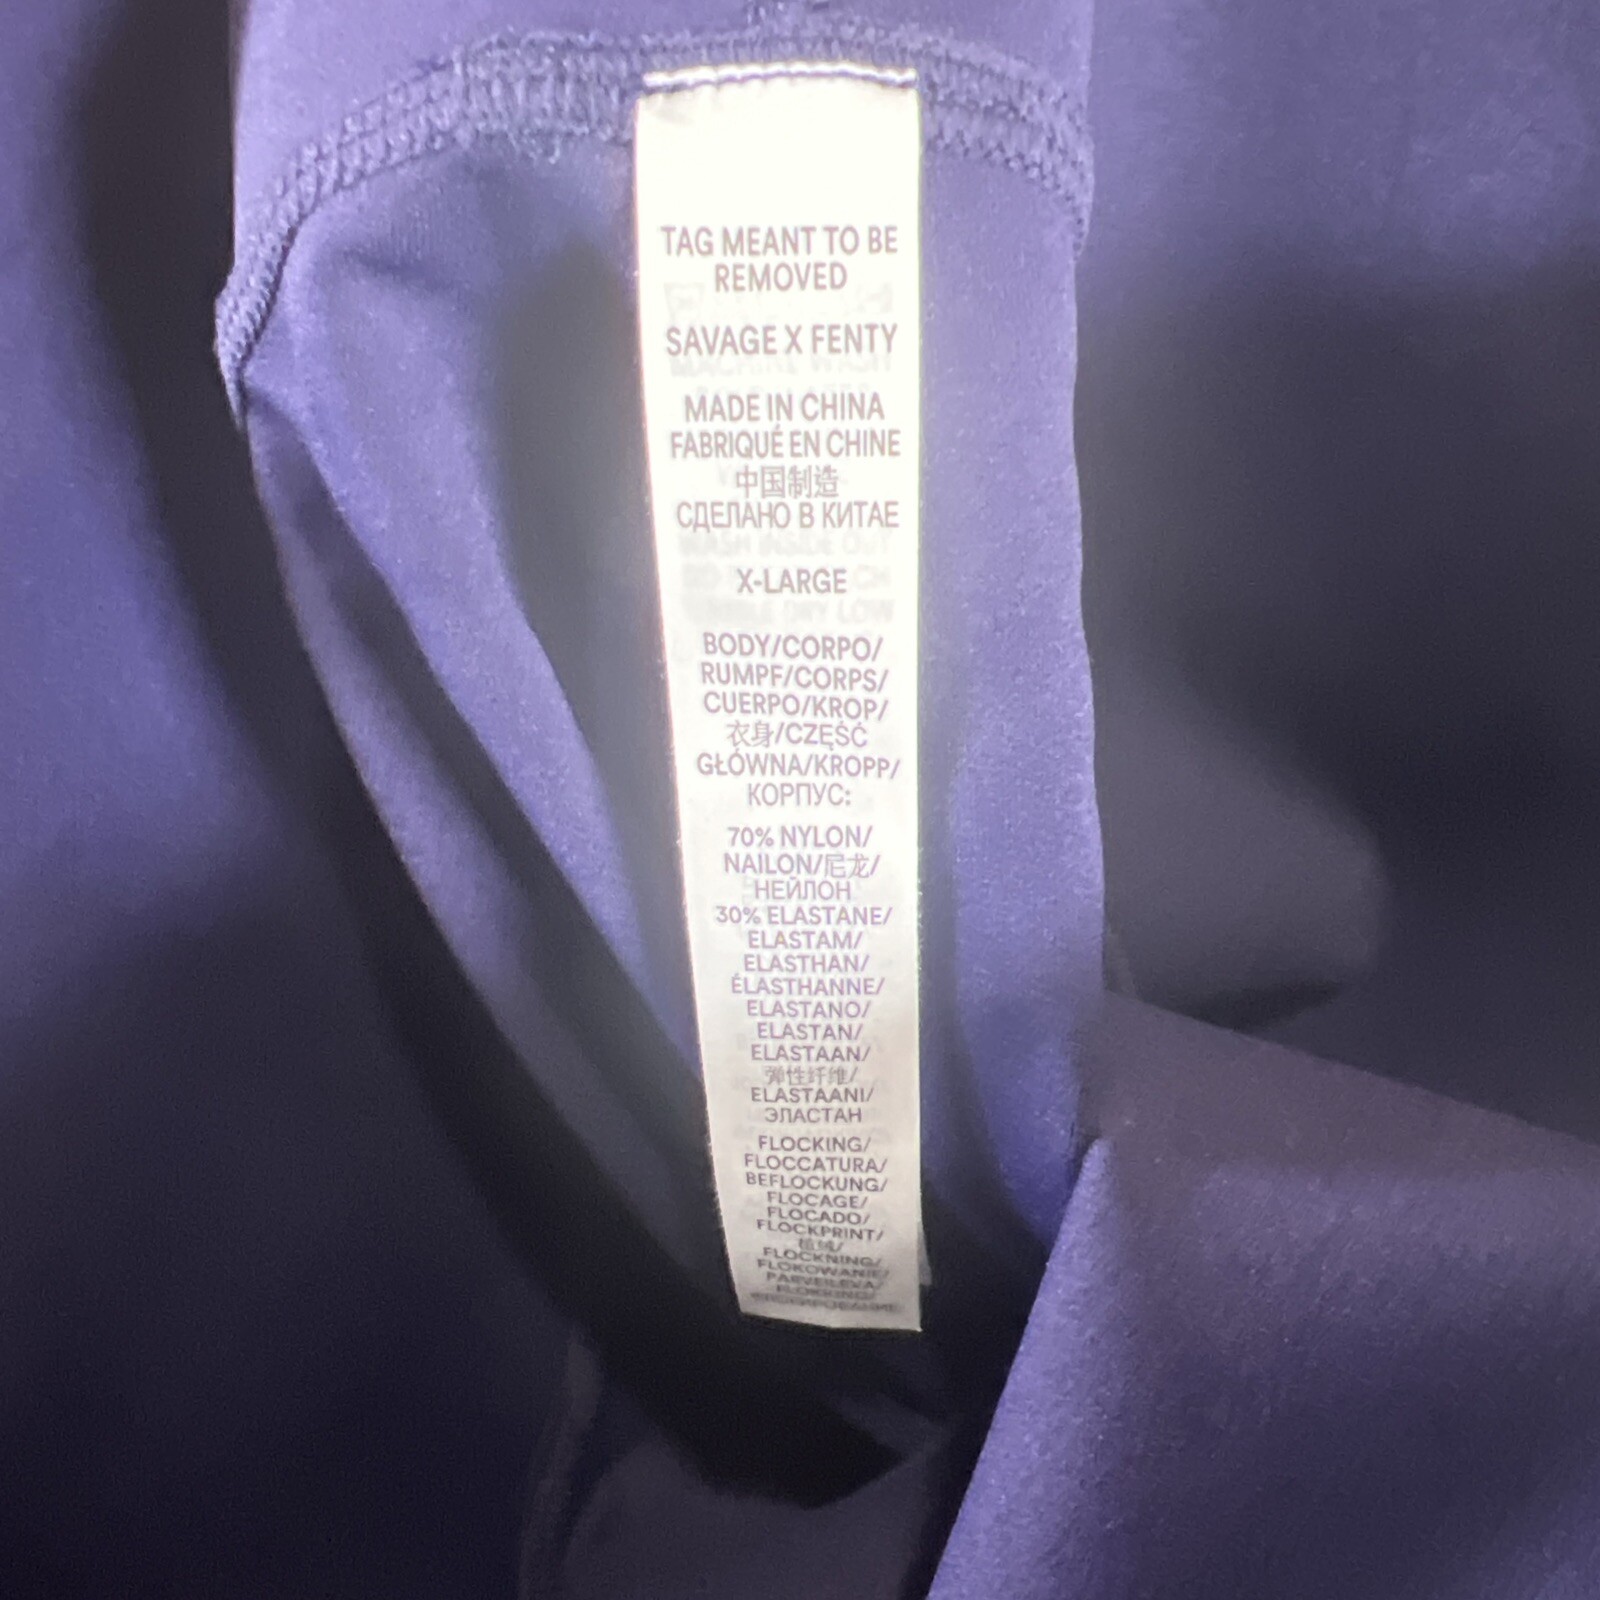 TAG MEANT TO BE
REMOVED
SAVAGE X FENTY
MADE IN CHINA
FABRIQUÉ EN CHINE
中国制造
СДЕЛАНО В КИТАЕ
X-LARGE
BODY/CORPO/
RUMPF/CORPS/
CUERPO/KROP/
衣身/CZĘŚĆ
GŁÓWNA/KROPP/
КОРПУС:
70% NYLON/
NAILON/尼龙/
НЕЙЛОН
30% ELASTANE/
ELASTAM/
ELASTHAN/
ÉLASTHANNE/
ELASTANO/
ELASTAN/
ELASTAAN/
弹性纤维/
ELASTAANI/
ЭЛАСТАН
FLOCKING/
FLOCCATURA/
BEFLOCKUNG/
FLOCAGE/
FLOCADO/
FLOCKPRINT/
植绒/
FLOCKNING/
FLOKOWANIE/